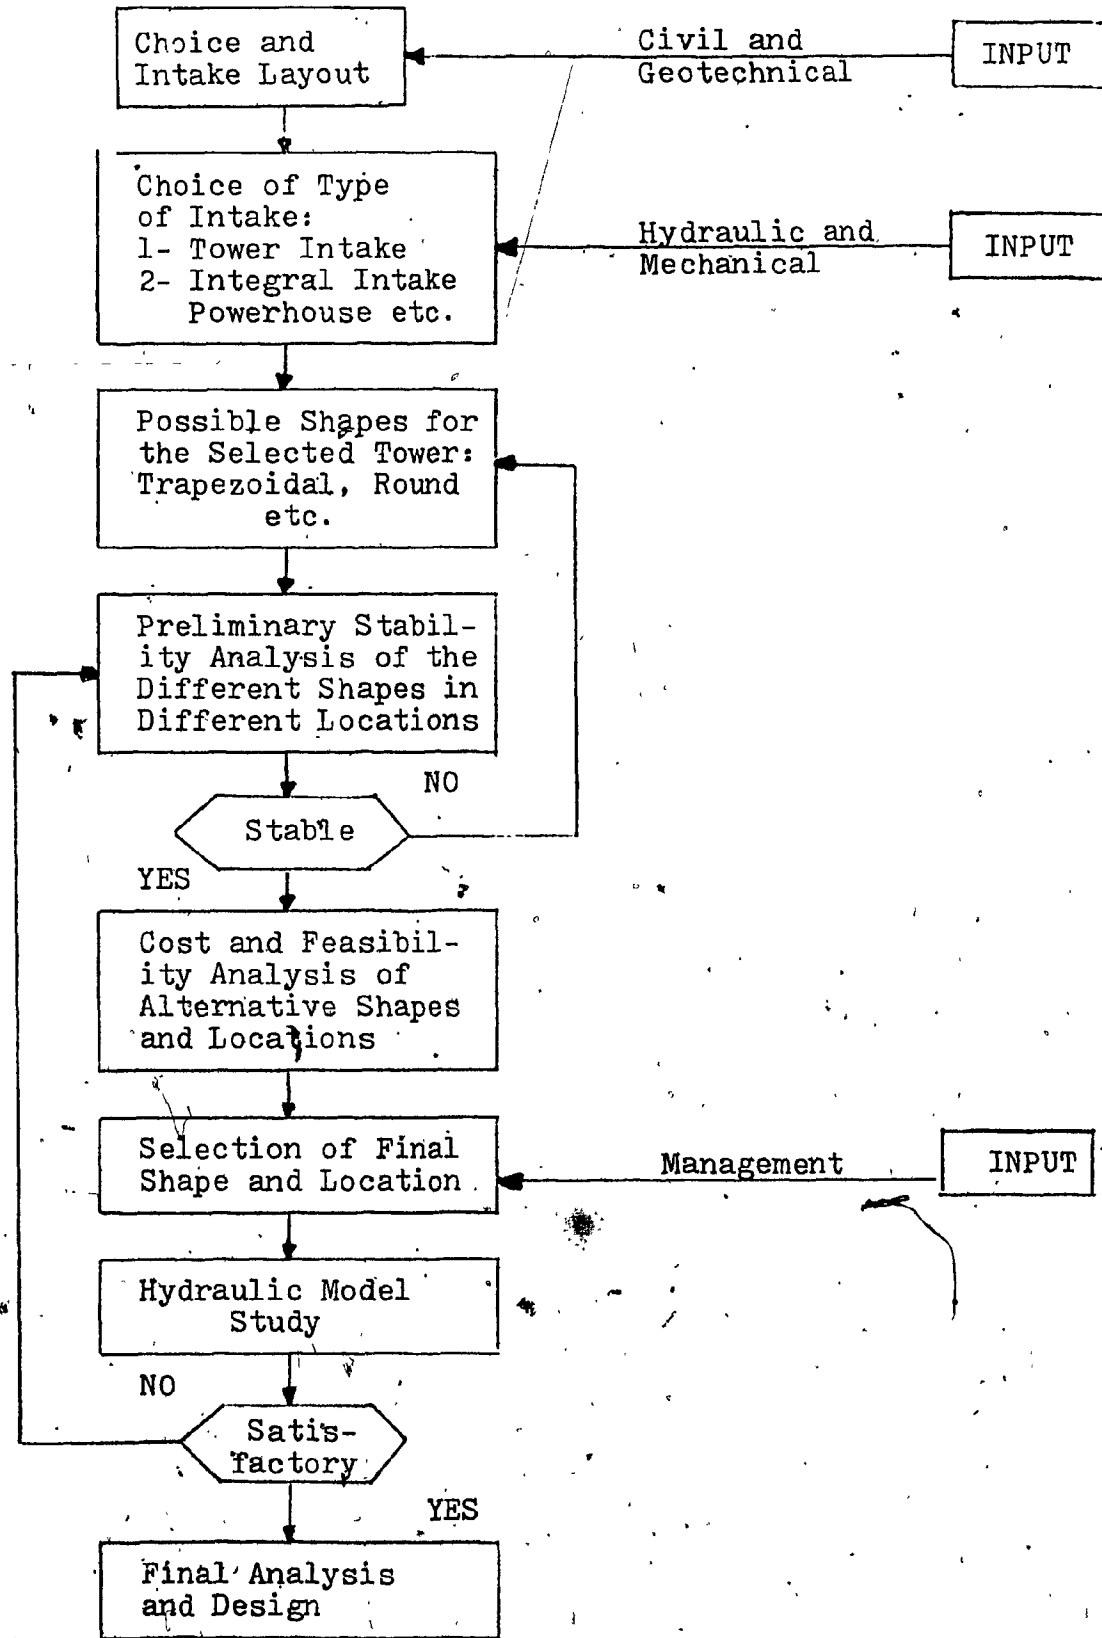 Choice and
Intake Layout
Civil and
Geotechnical
INPUT
Choice of Type
of Intake:
1- Tower Intake
2- Integral Intake
Powerhouse etc.
Hydraulic and
Mechanical
INPUT
Possible Shapes for
the Selected Tower:
Trapezoidal, Round
etc.
Preliminary Stabil-
ity Analysis of the
Different Shapes in
Different Locations
NO
Stable
YES
Cost and Feasibil-
ity Analysis of
Alternative Shapes
and Locations
Selection of Final
Shape and Location
Management
INPUT
Hydraulic Model
Study
NO
Satis-
factory
YES
Final Analysis
and Design